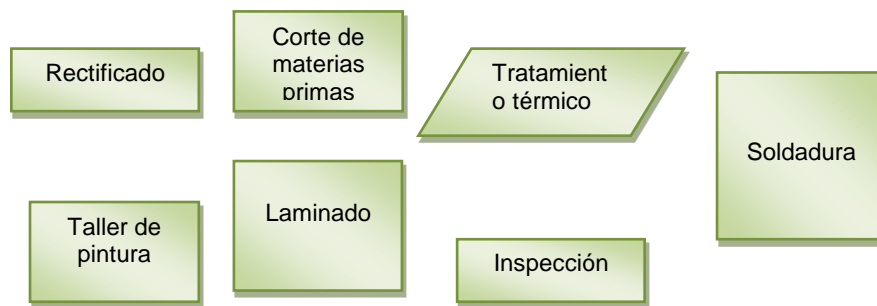 Rectificado
Corte de
materias
primas
Tratamient
o térmico
Soldadura
Taller de
pintura
Laminado
Inspección